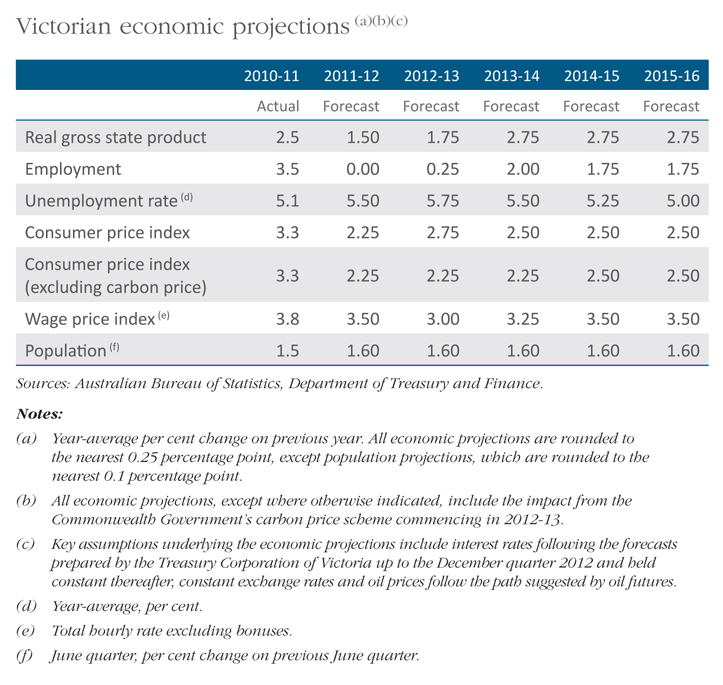 Victorian economic projections (a)(b)(c)
2010-11 2011-12 2012-13 2013-14 2014-15 2015-16
Actual Forecast Forecast Forecast Forecast Forecast
Real gross state product 2.5 1.50 1.75 2.75 2.75 2.75
Employment 3.5 0.00 0.25 2.00 1.75 1.75
Unemployment rate (d) 5.1 5.50 5.75 5.50 5.25 5.00
Consumer price index 3.3 2.25 2.75 2.50 2.50 2.50
Consumer price index
(excluding carbon price) 3.3 2.25 2.25 2.25 2.50 2.50
Wage price index (e) 3.8 3.50 3.00 3.25 3.50 3.50
Population (f) 1.5 1.60 1.60 1.60 1.60 1.60
Sources: Australian Bureau of Statistics, Department of Treasury and Finance.
Notes:
(a) Year-average per cent change on previous year. All economic projections are rounded to
the nearest 0.25 percentage point, except population projections, which are rounded to the
nearest 0.1 percentage point.
(b) All economic projections, except where otherwise indicated, include the impact from the
Commonwealth Government's carbon price scheme commencing in 2012-13.
(c) Key assumptions underlying the economic projections include interest rates following the forecasts
prepared by the Treasury Corporation of Victoria up to the December quarter 2012 and held
constant thereafter, constant exchange rates and oil prices follow the path suggested by oil futures.
(d) Year-average, per cent.
(e) Total hourly rate excluding bonuses.
(f) June quarter, per cent change on previous June quarter.